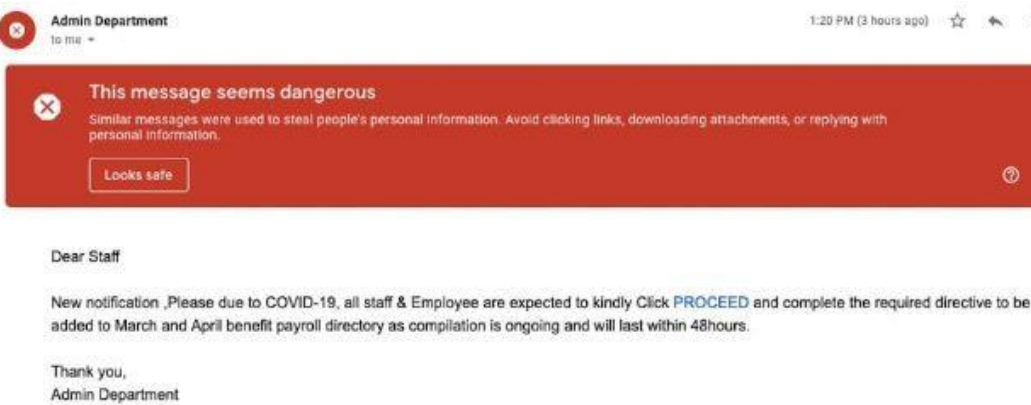 Admin Department
1:20 PM (3 hours ago)
to me
This message seems dangerous
Similar messages were used to steal people's personal information. Avoid clicking links, downloading attachments, or replying with
personal information.
Looks safe
Dear Staff
New notification ,Please due to COVID-19, all staff & Employee are expected to kindly Click PROCEED and complete the required directive to be
added to March and April benefit payroll directory as compilation is ongoing and will last within 48hours.
Thank you,
Admin Department